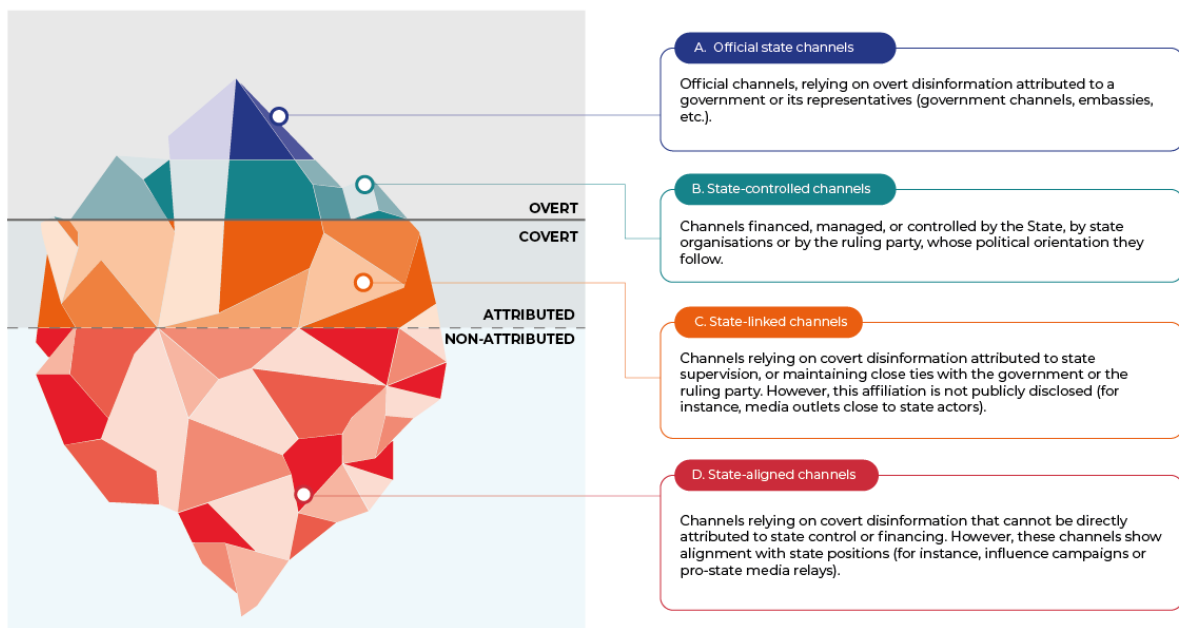 A. Official state channels
Official channels, relying on overt disinformation attributed to
a government or its representatives (government channels, embassies,
etc.).
B. State-controlled channels
OVERT
COVERT
Channels financed, managed, or controlled by the State, by state
organisations or by the ruling party, whose political orientation they
follow.
ATTRIBUTED
NON-ATTRIBUTED
C. State-linked channels
Channels relying on covert disinformation attributed to state
supervision, or maintaining close ties with the government or the
ruling party. However, this affiliation is not publicly disclosed (for
instance, media outlets close to state actors).
D. State-aligned channels
Channels relying on covert disinformation that cannot be directly
attributed to state control or financing. However, these channels show
alignment with state positions (for instance, influence campaigns or
pro-state media relays).